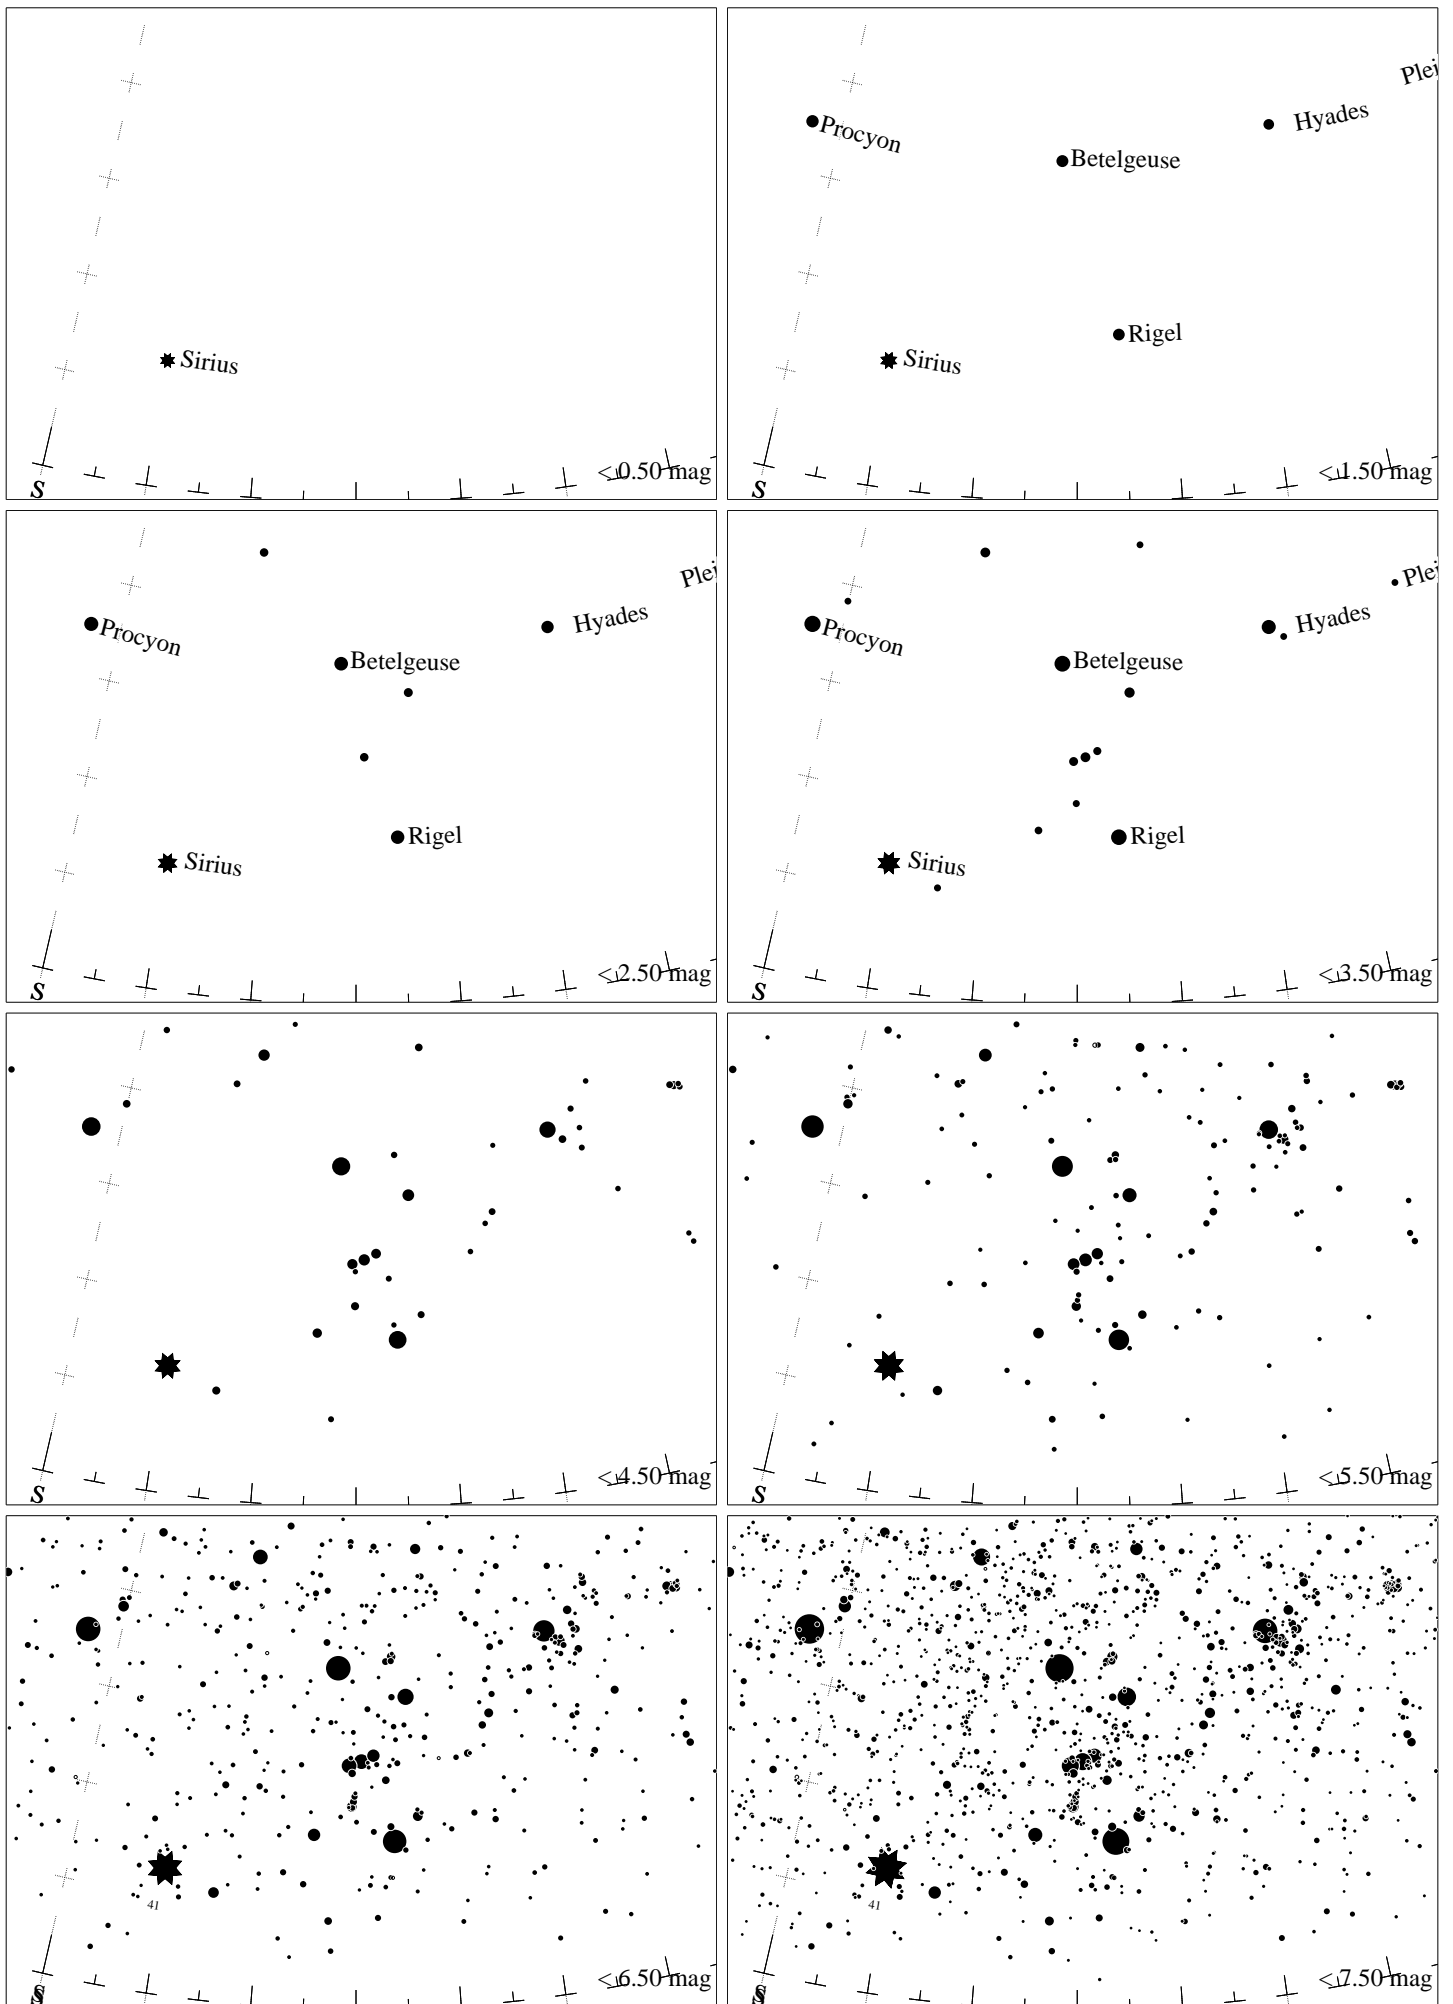 Sirius
S
< 0.50 mag
Plei
Procyon
Hyades
Betelgeuse
Rigel
Sirius
S
< 1.50 mag
Plei
Procyon
Hyades
Betelgeuse
Rigel
Sirius
S
< 2.50 mag
Plei
Procyon
Hyades
Betelgeuse
Rigel
Sirius
S
< 3.50 mag
S
< 4.50 mag
S
< 5.50 mag
41
S
< 6.50 mag
41
S
< 7.50 mag